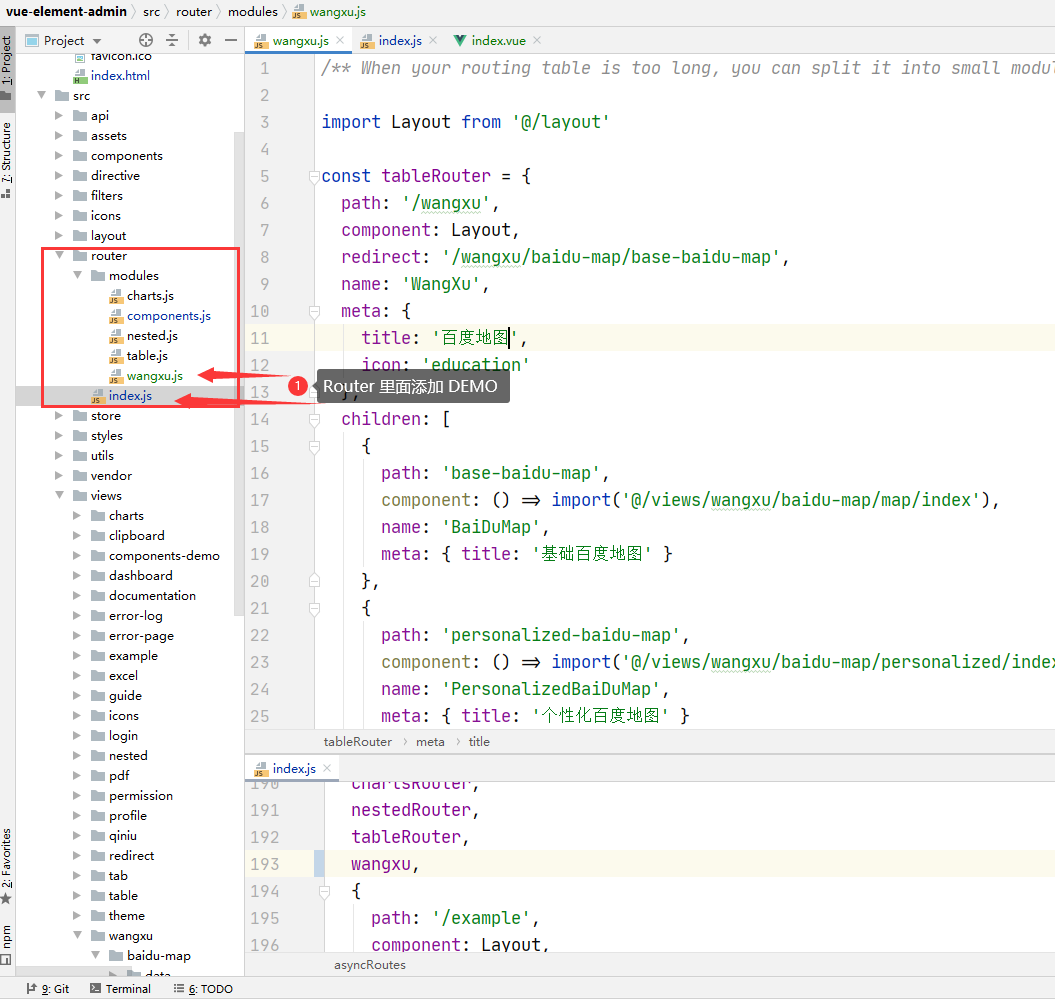 vue-element-admin
src
router
modules
wangxu.js
Project
wangxu.js
index.js
index.vue
1: Project
7: Structure
2: Favorites
npm
favicon.ico
index.html
src
api
assets
components
directive
filters
icons
layout
router
modules
charts.js
components.js
nested.js
table.js
wangxu.js
index.js
store
styles
utils
vendor
views
charts
clipboard
components-demo
dashboard
documentation
error-log
error-page
example
excel
guide
icons
login
nested
pdf
permission
profile
qiniu
redirect
tab
table
theme
wangxu
baidu-map
data
1 /** When your routing table is too long, you can split it into small modul
2
3 import Layout from '@/layout'
4
5 const tableRouter = {
6 path: '/wangxu',
7 component: Layout,
8 redirect: '/wangxu/baidu-map/base-baidu-map',
9 name: 'WangXu',
10 meta: {
11 title: '百度地图',
12 icon: 'education'
13 },
1 Router 里面添加 DEMO
14 children: [
15 {
16 path: 'base-baidu-map',
17 component: () => import('@/views/wangxu/baidu-map/map/index'),
18 name: 'BaiDuMap',
19 meta: { title: '基础百度地图' }
20 },
21 {
22 path: 'personalized-baidu-map',
23 component: () => import('@/views/wangxu/baidu-map/personalized/index
24 name: 'PersonalizedBaiDuMap',
25 meta: { title: '个性化百度地图' }
tableRouter
meta
title
index.js
190 chartsRouter,
191 nestedRouter,
192 tableRouter,
193 wangxu,
194 {
195 path: '/example',
196 component: Layout,
asyncRoutes
9: Git
Terminal
6: TODO